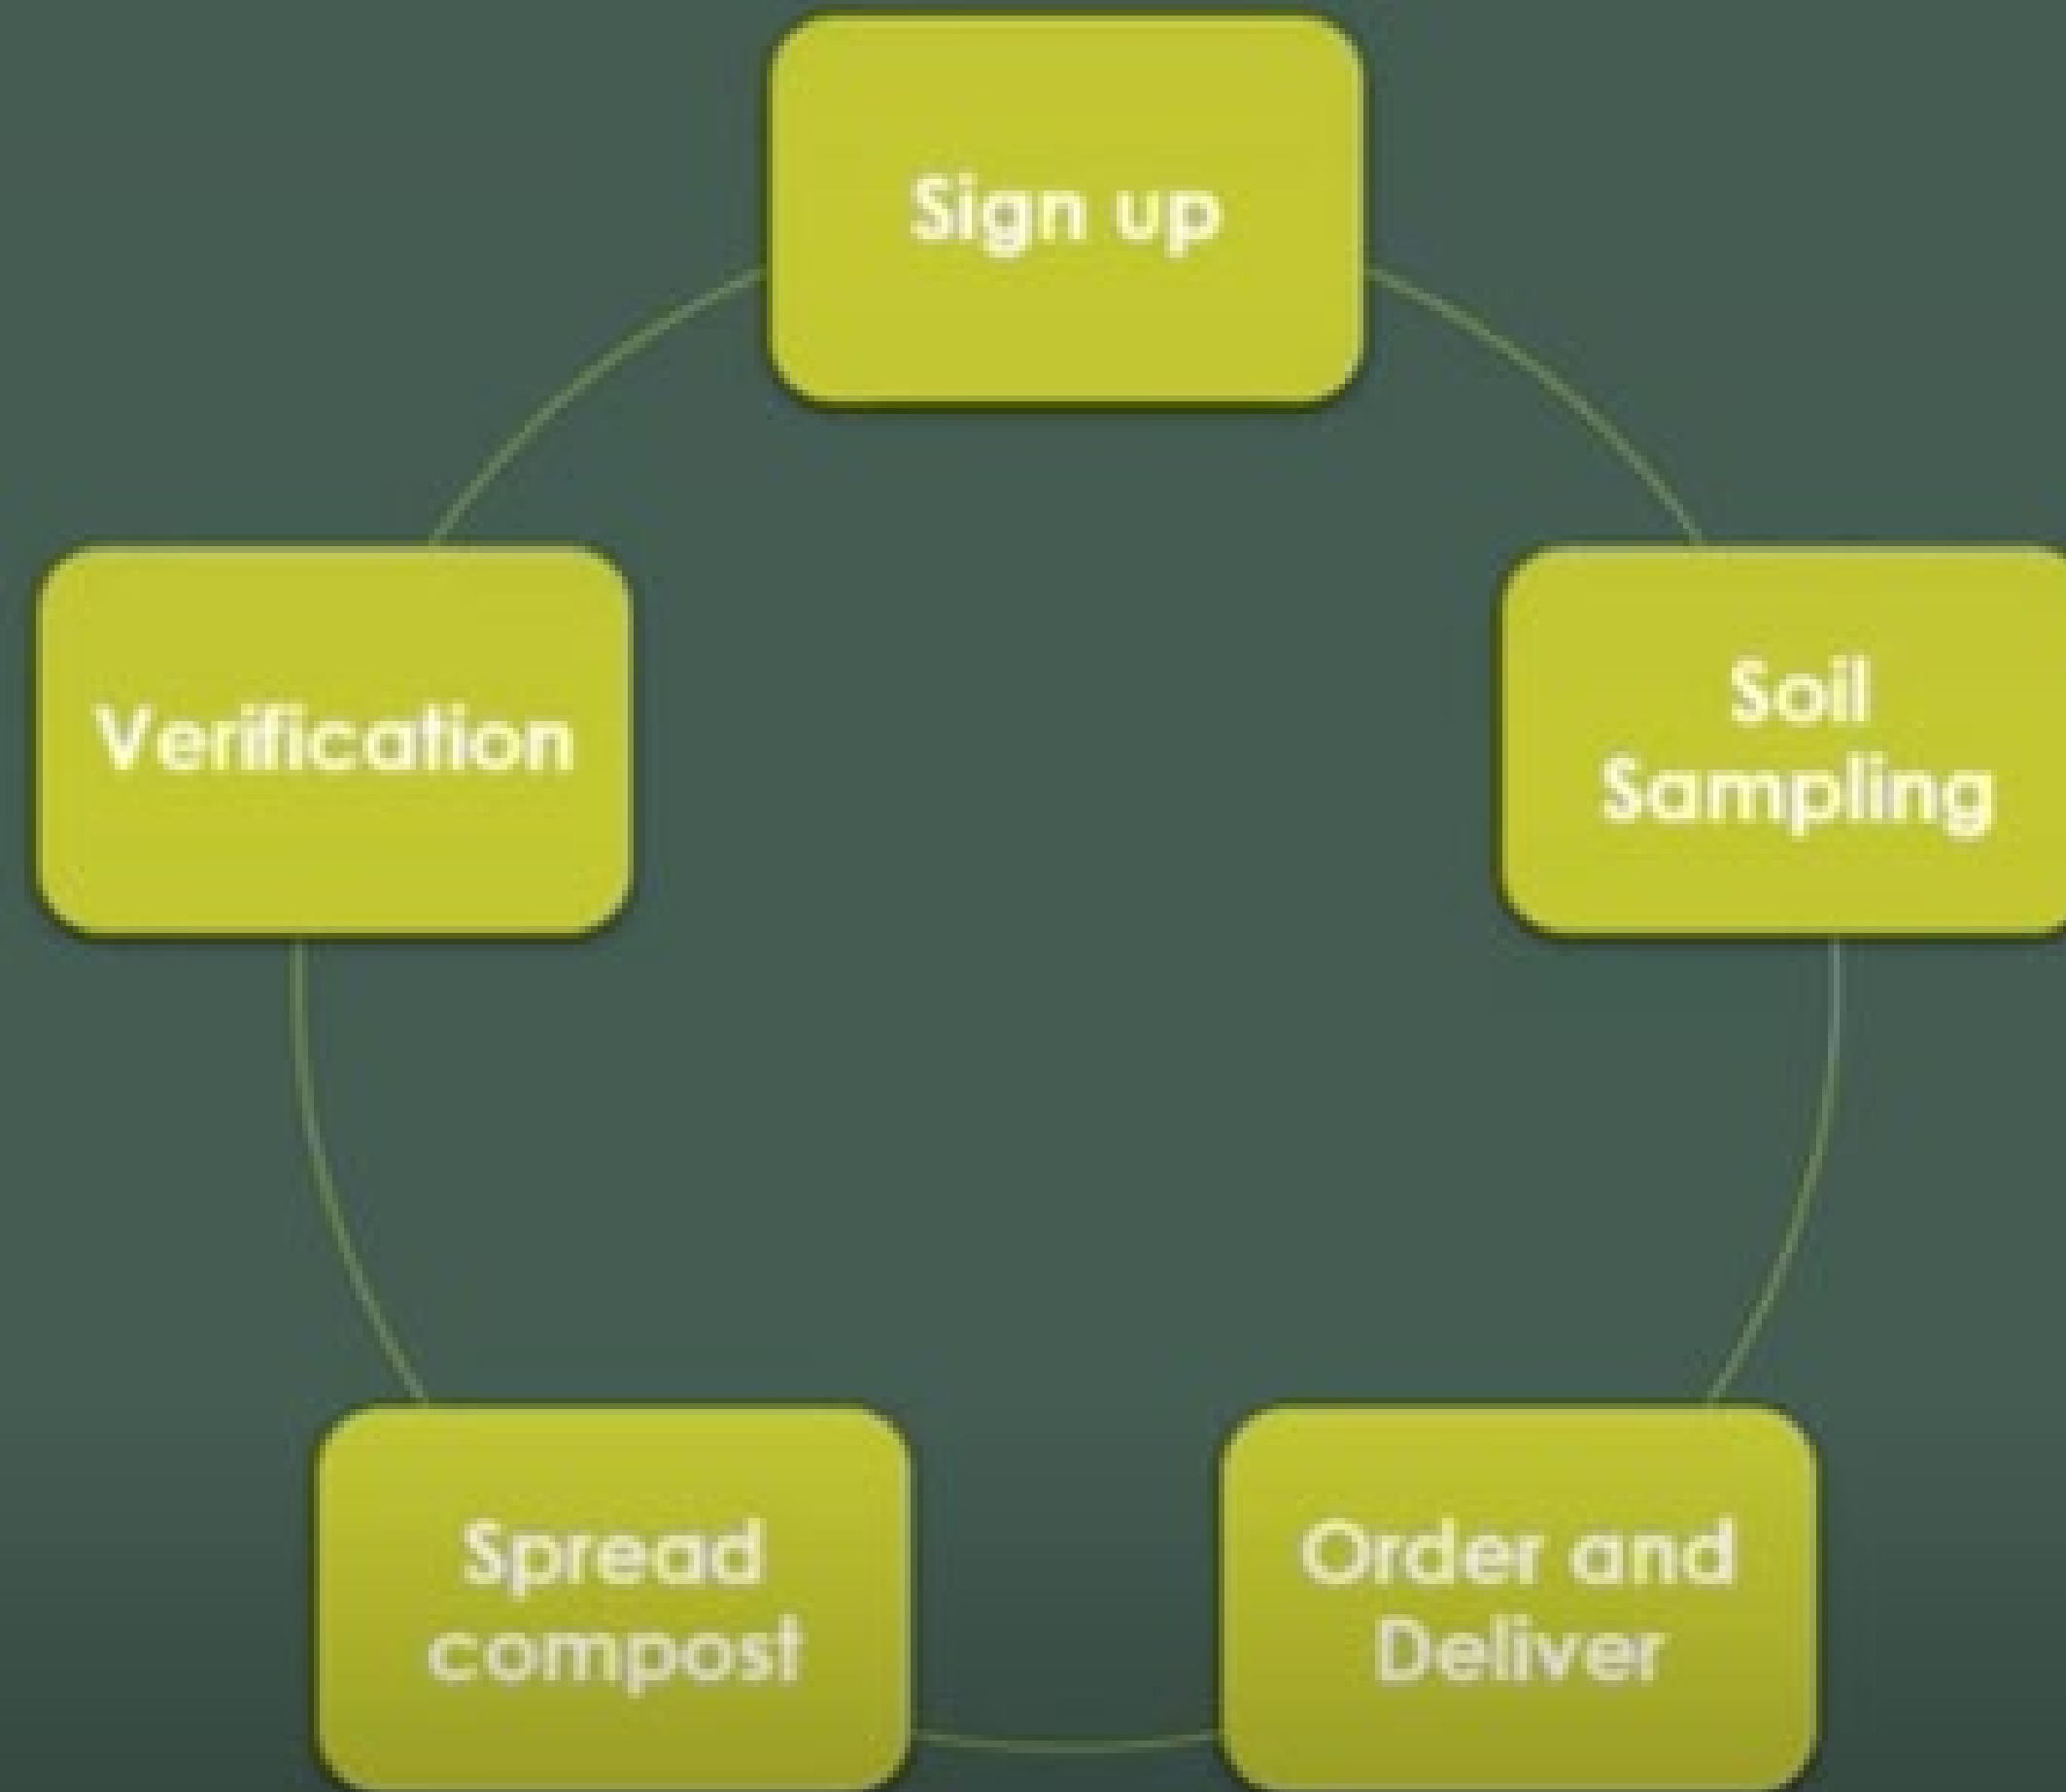 Sign up
Soil
Sampling
Order and
Deliver
Spread
compost
Verification